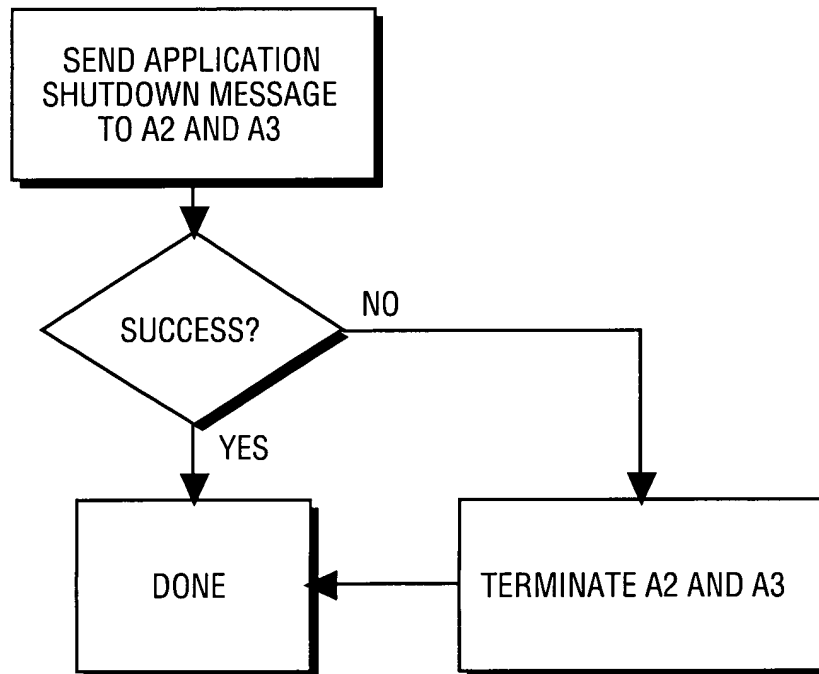 SEND APPLICATION
SHUTDOWN MESSAGE
TO A2 AND A3
SUCCESS?
NO
YES
DONE
TERMINATE A2 AND A3